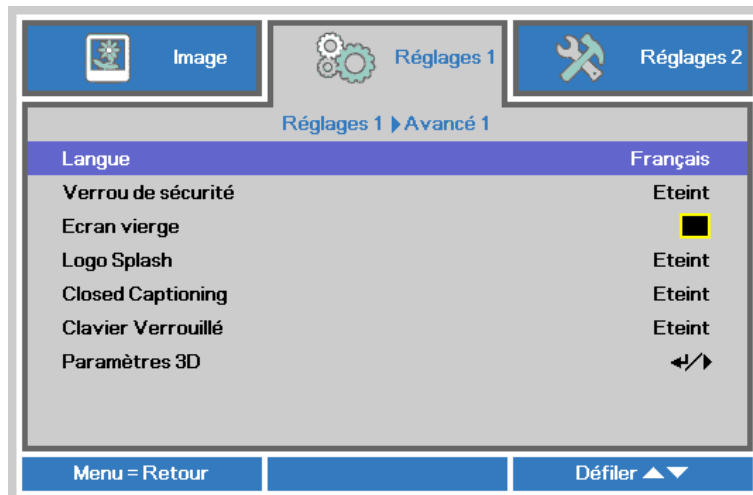 Image
Réglages 1
Réglages 2
Réglages 1 Avancé 1
Langue Français
Verrou de sécurité Eteint
Ecran vierge
Logo Splash Eteint
Closed Captioning Eteint
Clavier Verrouillé Eteint
Paramètres 3D
Menu = Retour
Défiler